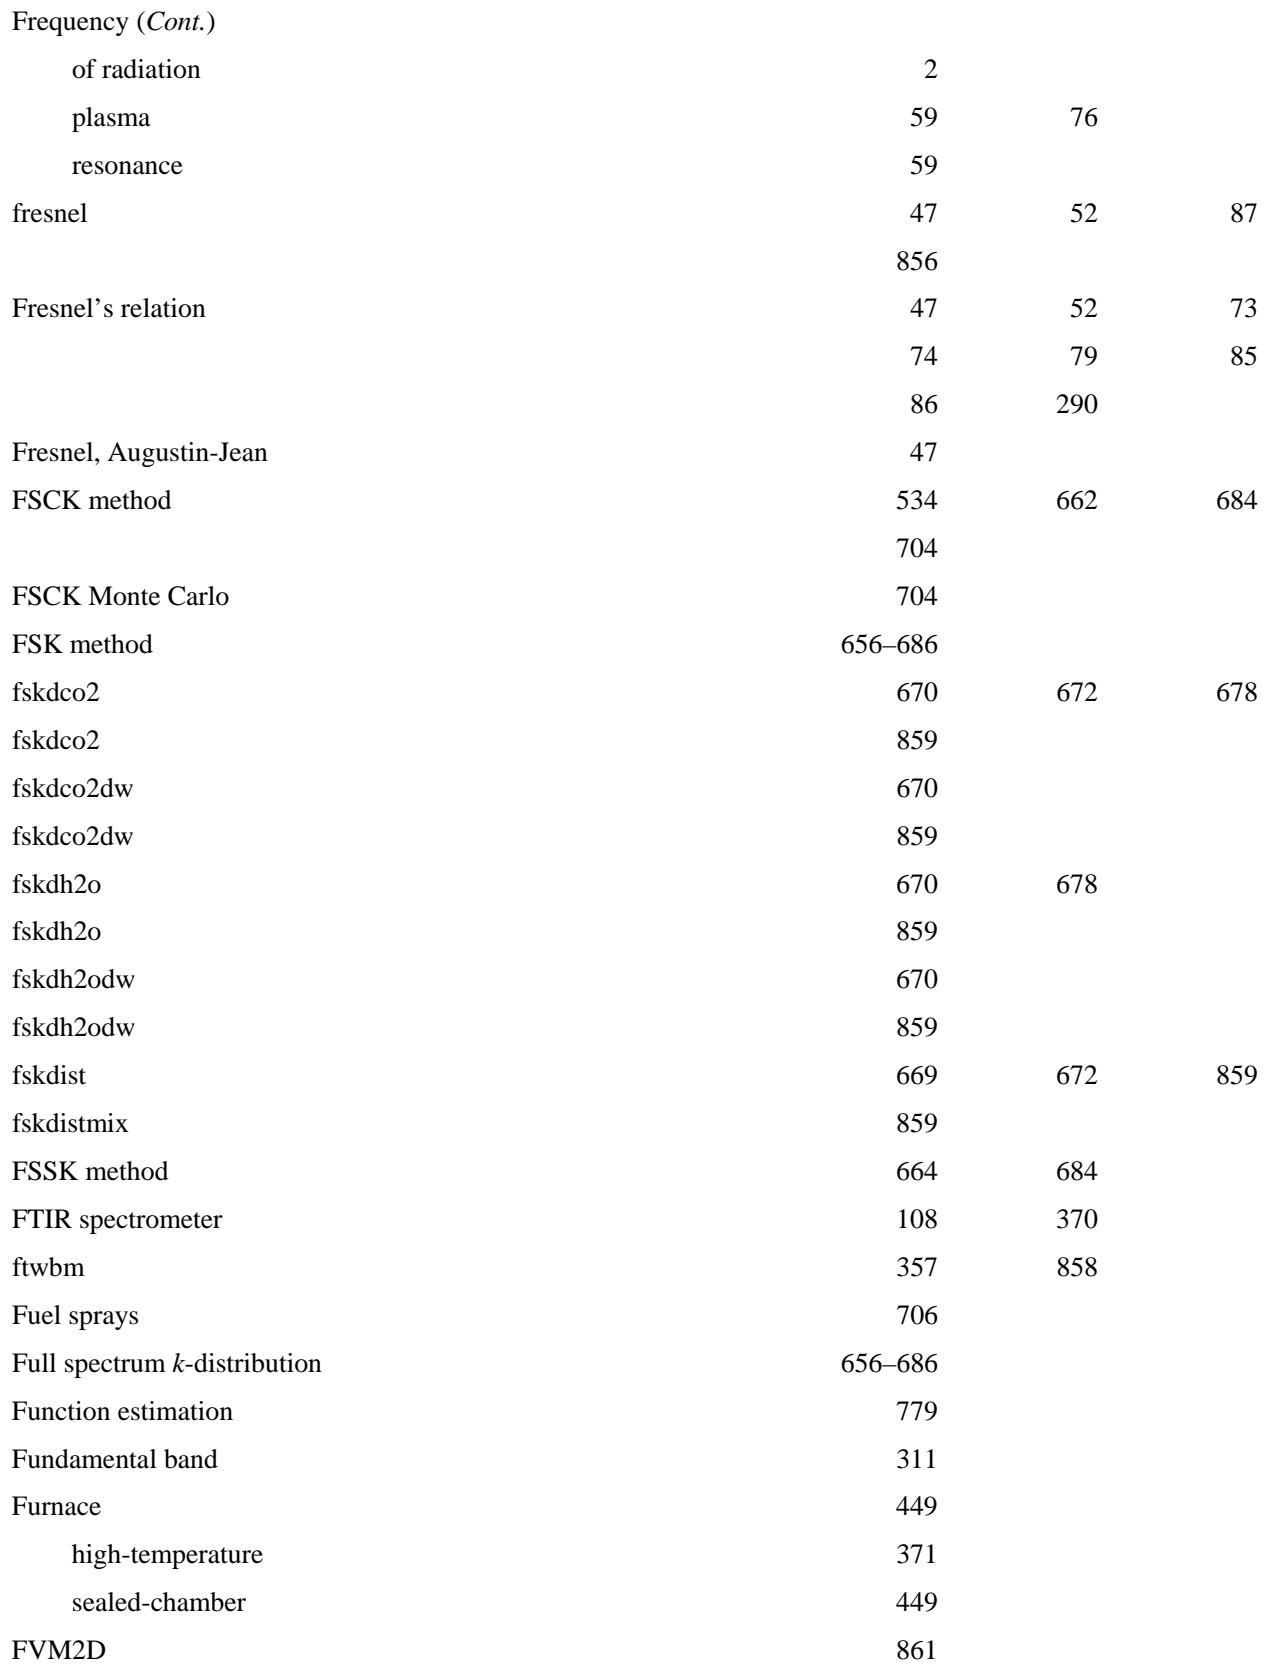 Frequency (Cont.)
of radiation 2
plasma 59 76
resonance 59
fresnel 47 52 87
856
Fresnel’s relation 47 52 73
74 79 85
86 290
Fresnel, Augustin-Jean 47
FSCK method 534 662 684
704
FSCK Monte Carlo 704
FSK method 656–686
fskdco2 670 672 678
fskdco2 859
fskdco2dw 670
fskdco2dw 859
fskdh2o 670 678
fskdh2o 859
fskdh2odw 670
fskdh2odw 859
fskdist 669 672 859
fskdistmix 859
FSSK method 664 684
FTIR spectrometer 108 370
ftwbm 357 858
Fuel sprays 706
Full spectrum k-distribution 656–686
Function estimation 779
Fundamental band 311
Furnace 449
high-temperature 371
sealed-chamber 449
FVM2D 861